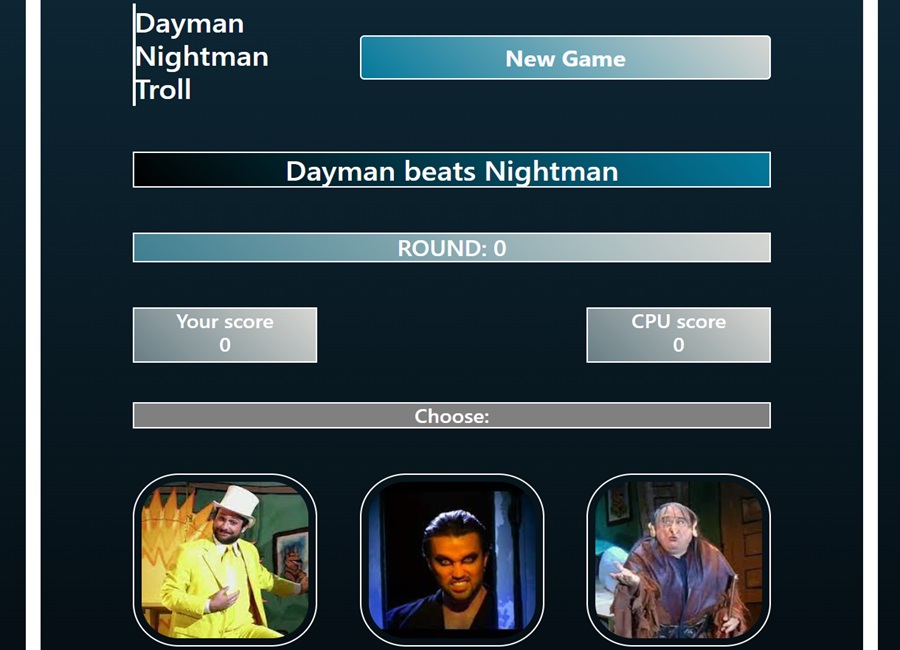 Dayman
Nightman
Troll
New Game
Dayman beats Nightman
ROUND: 0
Your score
0
CPU score
0
Choose: